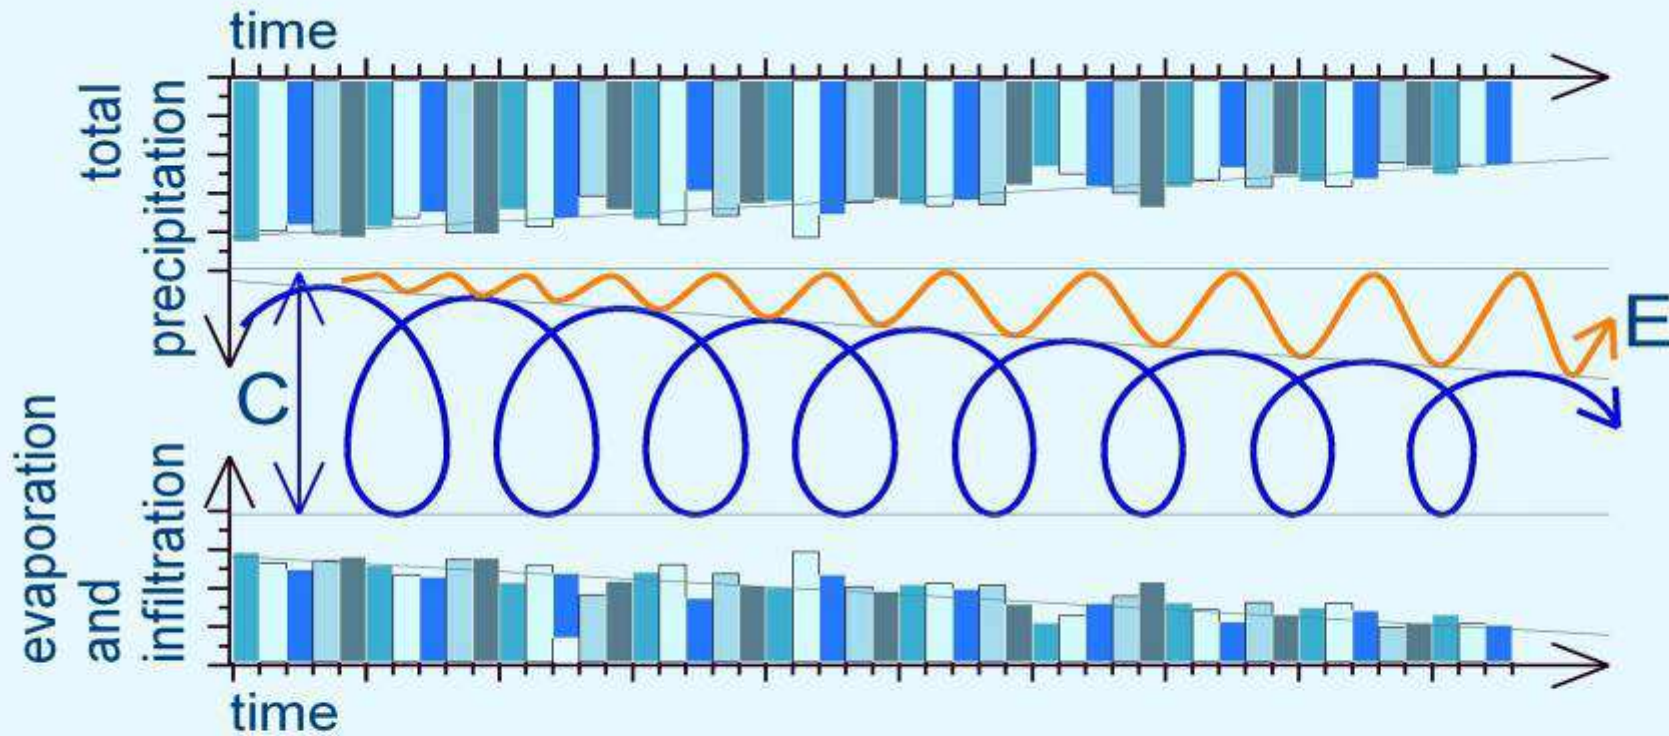 time
total
precipitation
C
E
evaporation
and
infiltration
time